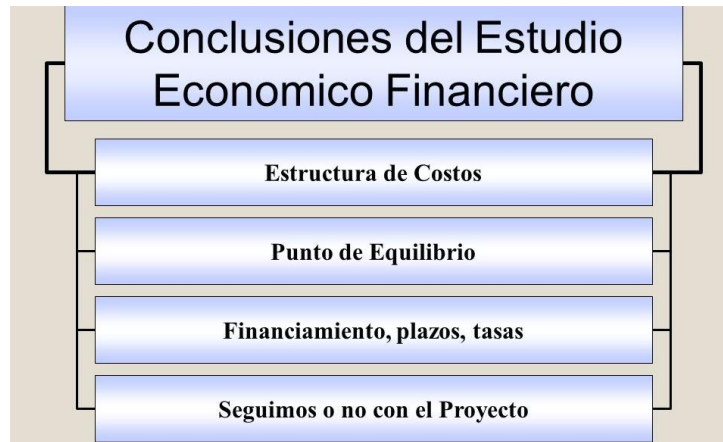 Conclusiones del Estudio
Economico Financiero
Estructura de Costos
Punto de Equilibrio
Financiamiento, plazos, tasas
Seguimos o no con el Proyecto